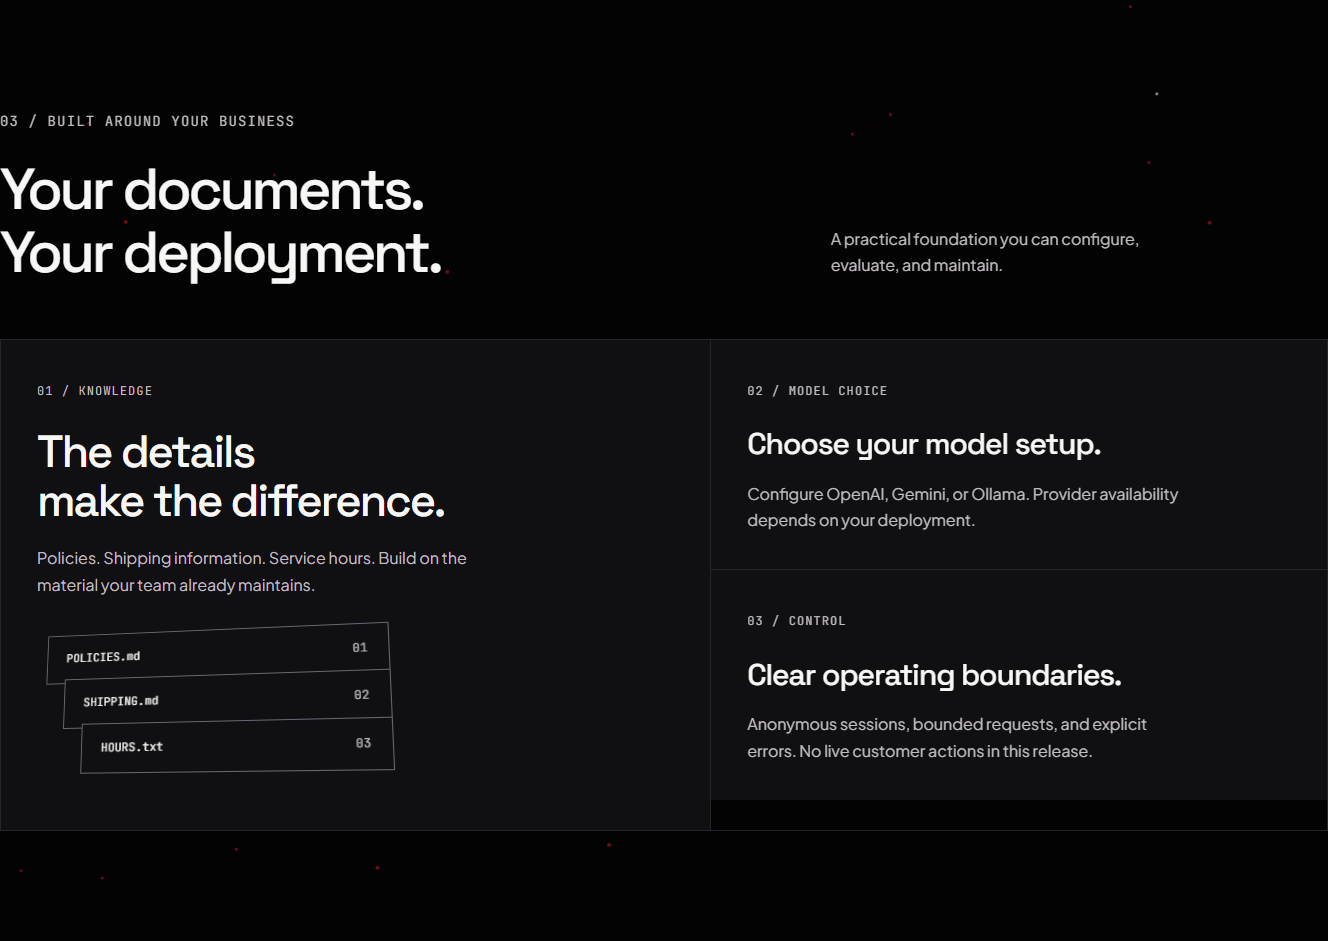 03 / BUILT AROUND YOUR BUSINESS
Your documents.
Your deployment.
A practical foundation you can configure,
evaluate, and maintain.
01 / KNOWLEDGE
The details
make the difference.
Policies. Shipping information. Service hours. Build on the
material your team already maintains.
POLICIES.md 01
SHIPPING.md 02
HOURS.txt 03
02 / MODEL CHOICE
Choose your model setup.
Configure OpenAI, Gemini, or Ollama. Provider availability
depends on your deployment.
03 / CONTROL
Clear operating boundaries.
Anonymous sessions, bounded requests, and explicit
errors. No live customer actions in this release.